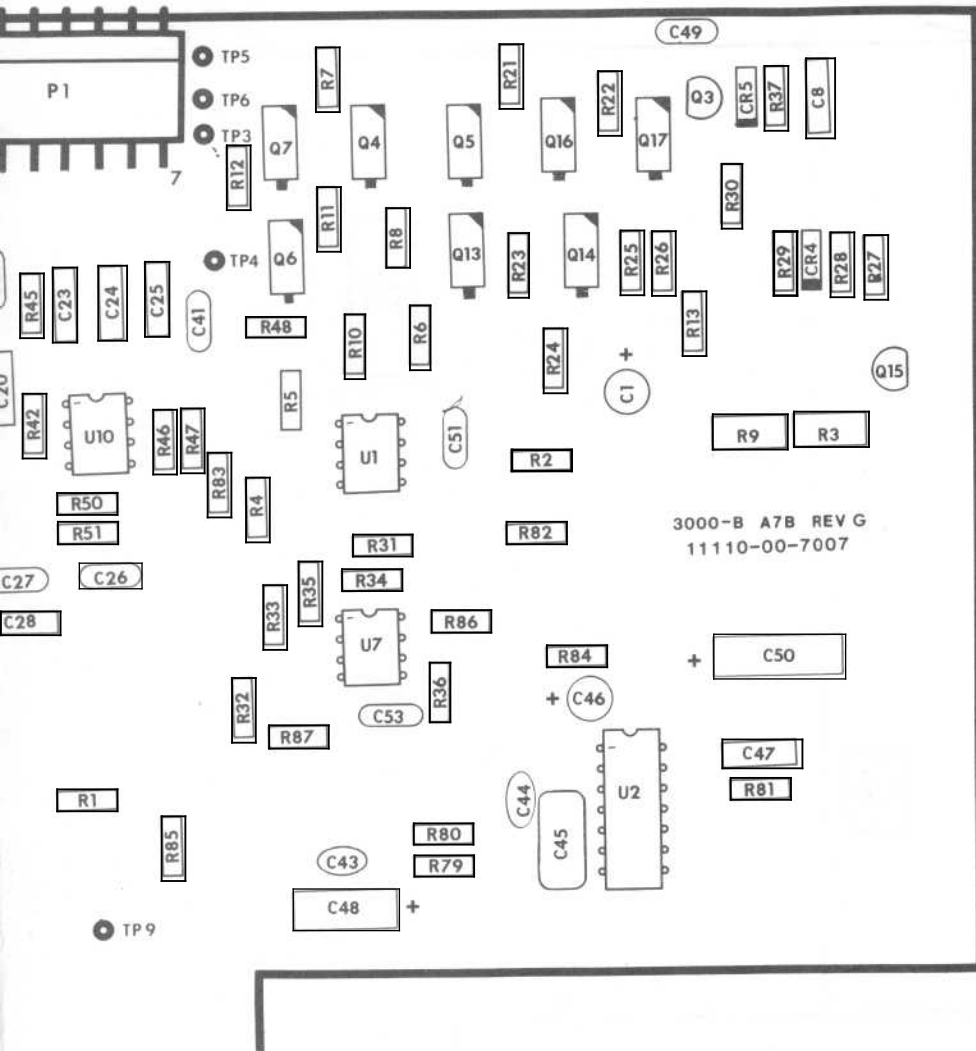 C49
TP5
R7
R21
R22
Q3
CR5
R37
C8
P1
TP6
TP3
Q7
Q4
Q5
Q16
Q17
7
R12
R11
R8
R30
TP4
Q6
Q13
R23
Q14
R25
R26
R29
CR4
R28
R27
R45
C23
C24
C25
C41
R48
R10
R6
R13
R24
+
C1
Q15
C20
R42
U10
R46
R47
R5
U1
C51
R2
R9
R3
R83
R4
R50
R51
R31
R82
3000-B A7B REV G
11110-00-7007
C27
C26
R34
R35
R33
C28
U7
R86
R84
+
C50
R36
+
C46
R32
C53
R87
C47
R81
R1
U2
C44
C45
R85
R80
R79
C43
C48
+
TP9